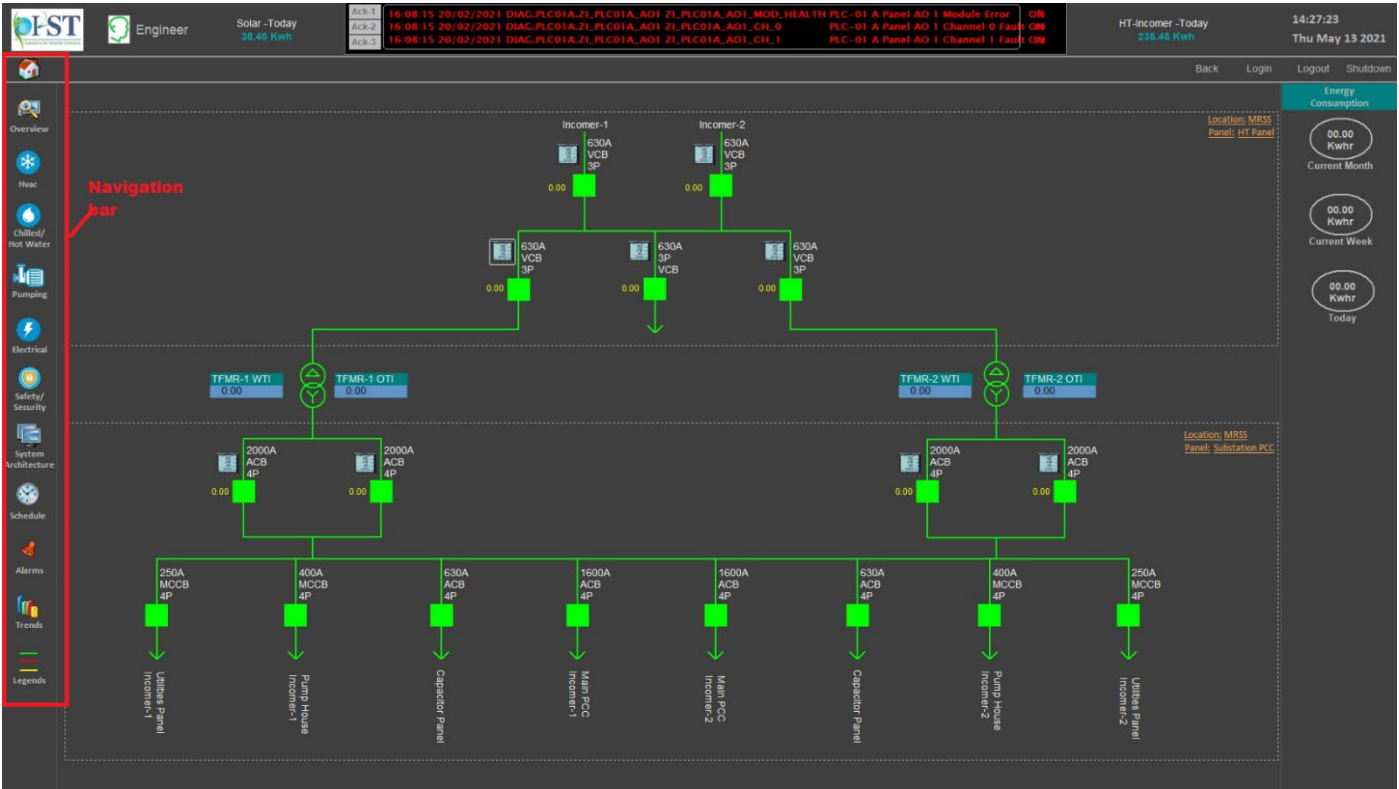 OPST
Engineer
Solar -Today
38.46 Kwh
Ack-1
Ack-2
Ack-3
16:08:15 20/02/2021 DIAG.PLC01A.ZI_PLC01A_AO1 ZI_PLC01A_AO1_MOD_HEALTH PLC-01 A Panel AO 1 Module Error ON
16:08:15 20/02/2021 DIAG.PLC01A.ZI_PLC01A_AO1 ZI_PLC01A_AO1_CH_0 PLC-01 A Panel AO 1 Channel 0 Fault ON
16:08:15 20/02/2021 DIAG.PLC01A.ZI_PLC01A_AO1 ZI_PLC01A_AO1_CH_1 PLC-01 A Panel AO 1 Channel 1 Fault ON
HT-Incomer -Today
236.46 Kwh
14:27:23
Thu May 13 2021
Back Login Logout Shutdown
Overview
Hvac
Chilled/
Hot Water
Pumping
Electrical
Safety/
Security
System
Architecture
Schedule
Alarms
Trends
Legends
Navigation
bar
Location: MRSS
Panel: HT Panel
Incomer-1
630A
VCB
3P
0.00
Incomer-2
630A
VCB
3P
0.00
630A
VCB
3P
0.00
630A
3P
VCB
0.00
630A
VCB
3P
0.00
TFMR-1 WTI
0.00
TFMR-1 OTI
0.00
TFMR-2 WTI
0.00
TFMR-2 OTI
0.00
Location: MRSS
Panel: Substation PCC
2000A
ACB
4P
0.00
2000A
ACB
4P
0.00
2000A
ACB
4P
0.00
2000A
ACB
4P
0.00
250A
MCCB
4P
Utilities Panel
Incomer-1
400A
MCCB
4P
Pump House
Incomer-1
630A
ACB
4P
Capacitor Panel
1600A
ACB
4P
Main PCC
Incomer-1
1600A
ACB
4P
Main PCC
Incomer-2
630A
ACB
4P
Capacitor Panel
400A
MCCB
4P
Pump House
Incomer-2
250A
MCCB
4P
Utilities Panel
Incomer-2
Energy
Consumption
00.00
Kwhr
Current Month
00.00
Kwhr
Current Week
00.00
Kwhr
Today